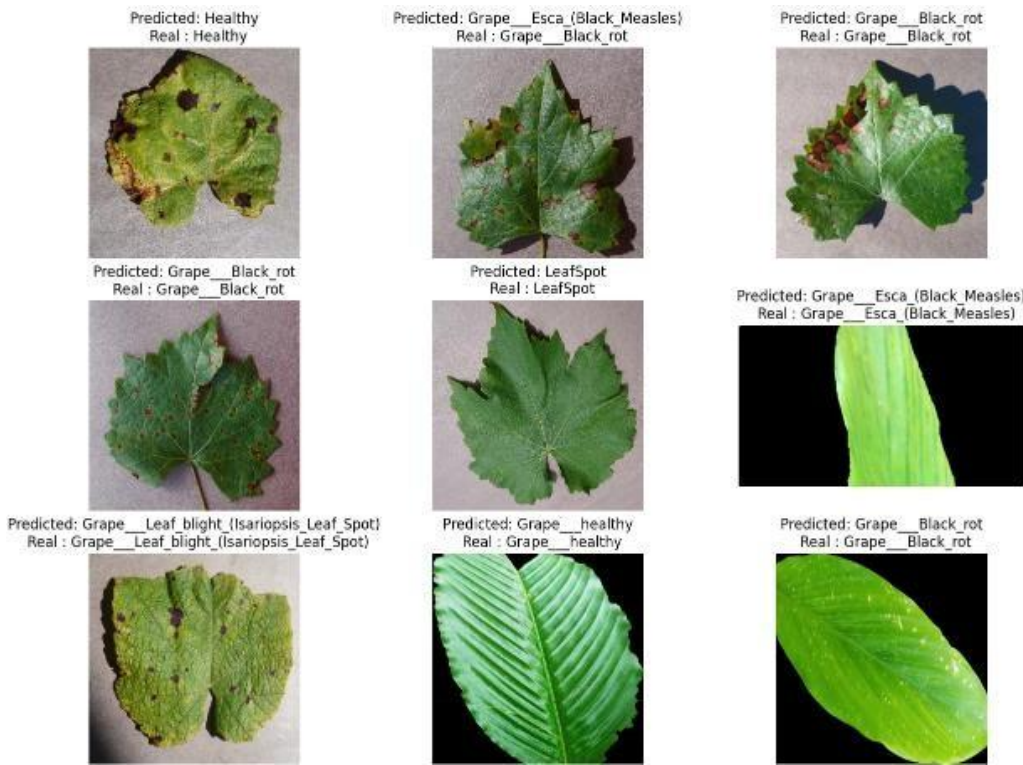 Predicted: Healthy
Real : Healthy
Predicted: Grape___Esca_(Black_Measles)
Real : Grape___Black_rot
Predicted: Grape___Black_rot
Real : Grape___Black_rot
Predicted: Grape___Black_rot
Real : Grape___Black_rot
Predicted: LeafSpot
Real : LeafSpot
Predicted: Grape___Esca_(Black_Measles)
Real : Grape___Esca_(Black_Measles)
Predicted: Grape___Leaf_blight_(Isariopsis_Leaf_Spot)
Real : Grape___Leaf_blight_(Isariopsis_Leaf_Spot)
Predicted: Grape___healthy
Real : Grape___healthy
Predicted: Grape___Black_rot
Real : Grape___Black_rot